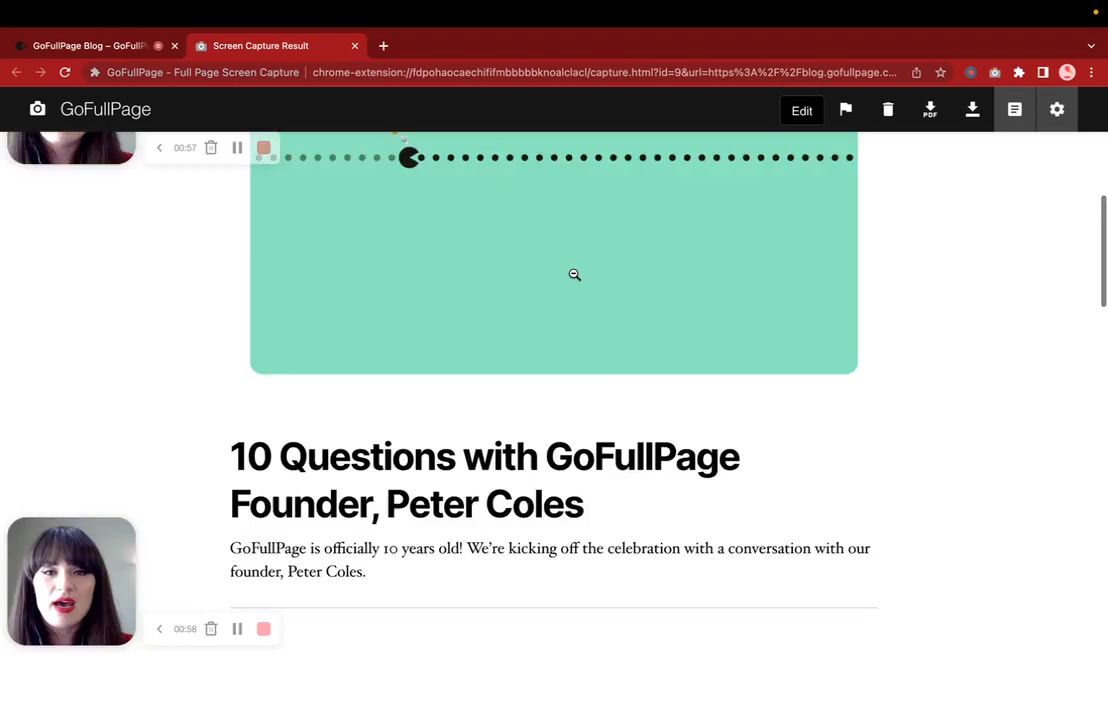 GoFullPage Blog – GoFullP
Screen Capture Result
GoFullPage - Full Page Screen Capture
chrome-extension://fdpohaocaechififmbbbbbknoalclacl/capture.html?id=9&url=https%3A%2F%2Fblog.gofullpage.c...
GoFullPage
Edit
PDF
00:57
10 Questions with GoFullPage
Founder, Peter Coles
GoFullPage is officially 10 years old! We’re kicking off the celebration with a conversation with our
founder, Peter Coles.
00:58